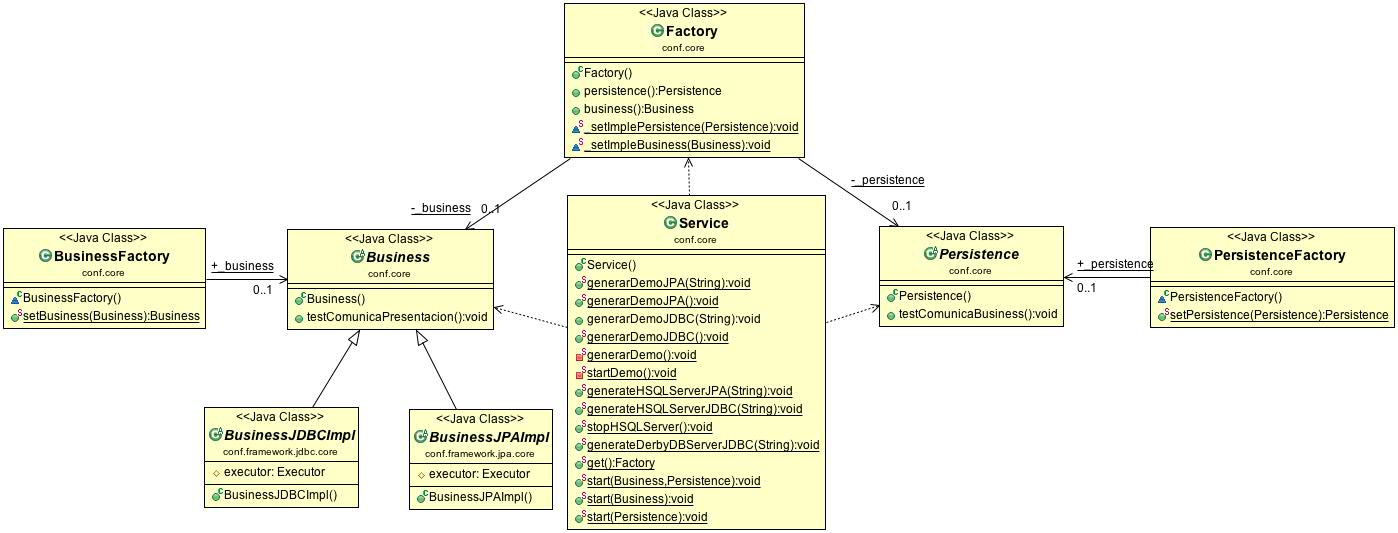 <<Java Class>>
Factory
conf.core
Factory()
persistence():Persistence
business():Business
_setImplePersistence(Persistence):void
_setImpleBusiness(Business):void
-_business
0..1
-_persistence
0..1
<<Java Class>>
BusinessFactory
conf.core
BusinessFactory()
setBusiness(Business):Business
+_business
0..1
<<Java Class>>
Business
conf.core
Business()
testComunicaPresentacion():void
<<Java Class>>
Service
conf.core
Service()
generarDemoJPA(String):void
generarDemoJPA():void
generarDemoJDBC(String):void
generarDemoJDBC():void
generarDemo():void
startDemo():void
generateHSQLServerJPA(String):void
generateHSQLServerJDBC(String):void
stopHSQLServer():void
generateDerbyDBServerJDBC(String):void
get():Factory
start(Business,Persistence):void
start(Business):void
start(Persistence):void
<<Java Class>>
Persistence
conf.core
Persistence()
testComunicaBusiness():void
+_persistence
0..1
<<Java Class>>
PersistenceFactory
conf.core
PersistenceFactory()
setPersistence(Persistence):Persistence
<<Java Class>>
BusinessJDBCImpl
conf.framework.jdbc.core
executor: Executor
BusinessJDBCImpl()
<<Java Class>>
BusinessJPAImpl
conf.framework.jpa.core
executor: Executor
BusinessJPAImpl()